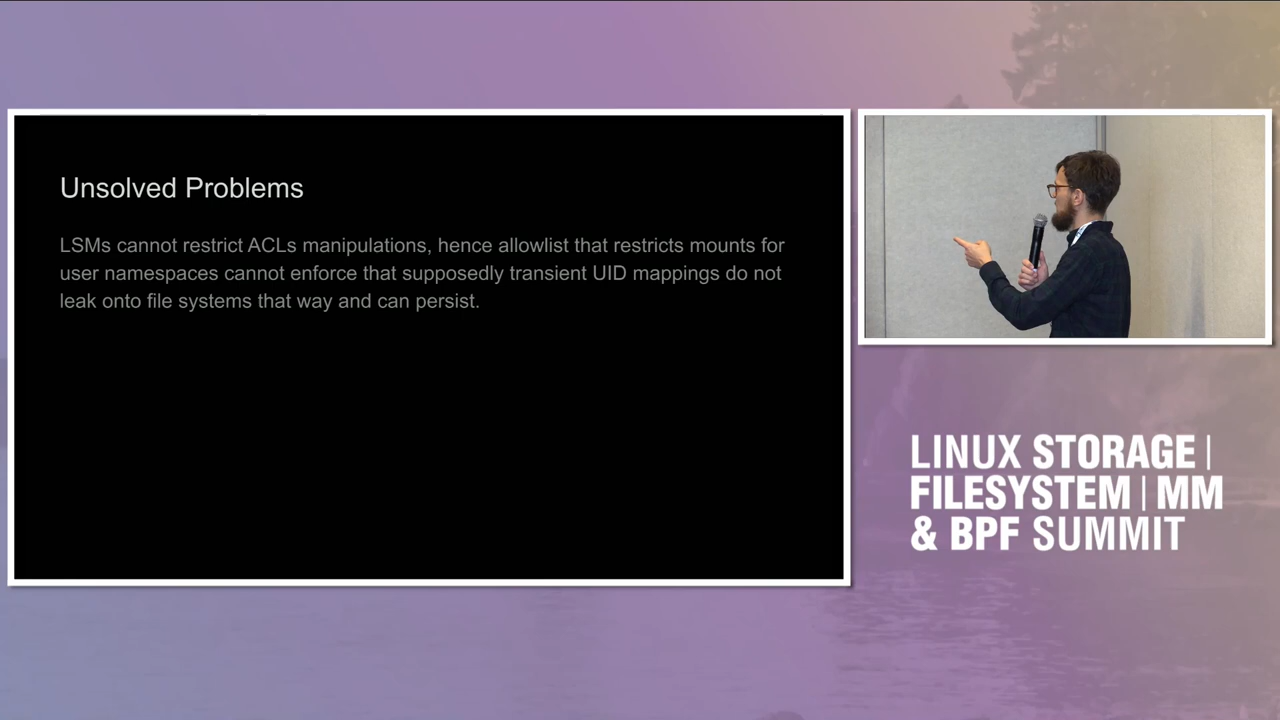 Unsolved Problems
LSMs cannot restrict ACLs manipulations, hence allowlist that restricts mounts for
user namespaces cannot enforce that supposedly transient UID mappings do not
leak onto file systems that way and can persist.
LINUX STORAGE |
FILESYSTEM | MM
& BPF SUMMIT